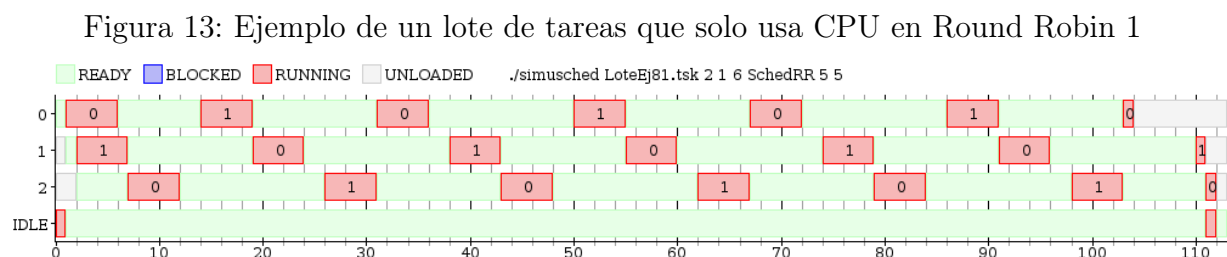 Figura 13: Ejemplo de un lote de tareas que solo usa CPU en Round Robin 1
READY BLOCKED RUNNING UNLOADED ./simusched LoteEj81.tsk 2 1 6 SchedRR 5 5
0 0 1 0 1 0 1 0
1 1 0 1 0 1 0 1
2 0 1 0 1 0 1 0
IDLE
0 10 20 30 40 50 60 70 80 90 100 110